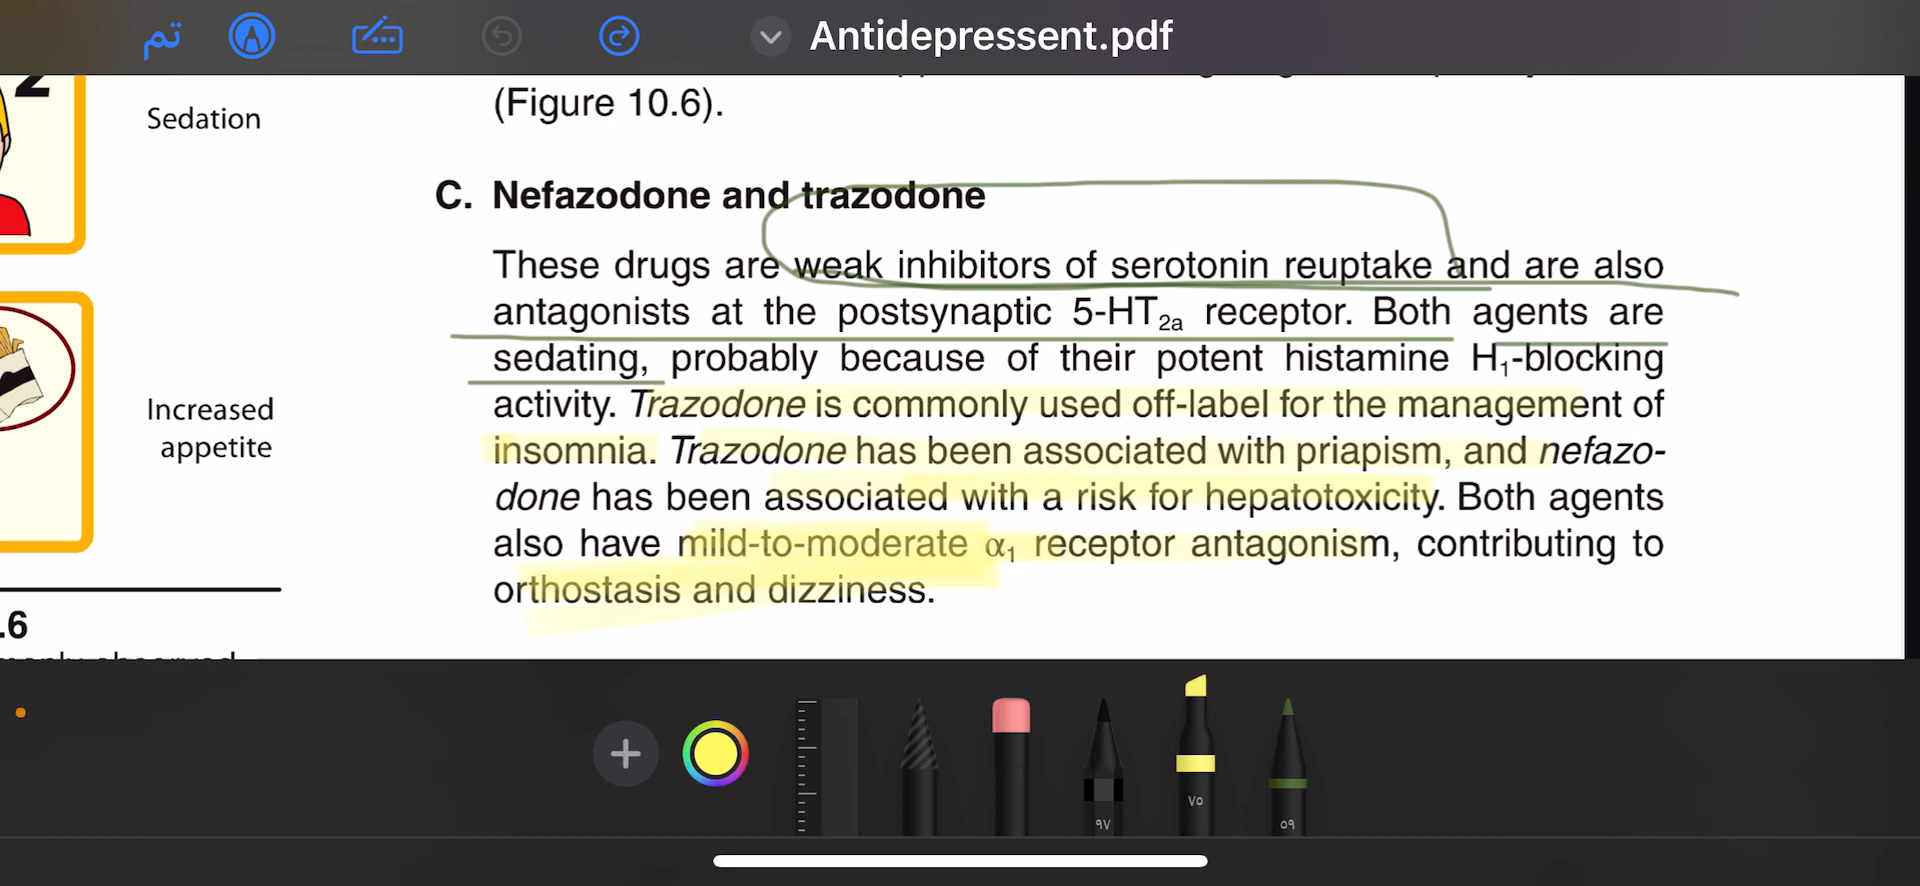 تم
Antidepressent.pdf
2
Sedation
(Figure 10.6).
C. Nefazodone and trazodone
These drugs are weak inhibitors of serotonin reuptake and are also
antagonists at the postsynaptic 5-HT2a receptor. Both agents are
sedating, probably because of their potent histamine H1-blocking
activity. Trazodone is commonly used off-label for the management of
insomnia. Trazodone has been associated with priapism, and nefazo-
done has been associated with a risk for hepatotoxicity. Both agents
also have mild-to-moderate α1 receptor antagonism, contributing to
orthostasis and dizziness.
Increased
appetite
.6
٩٧
٧٥
٥٩